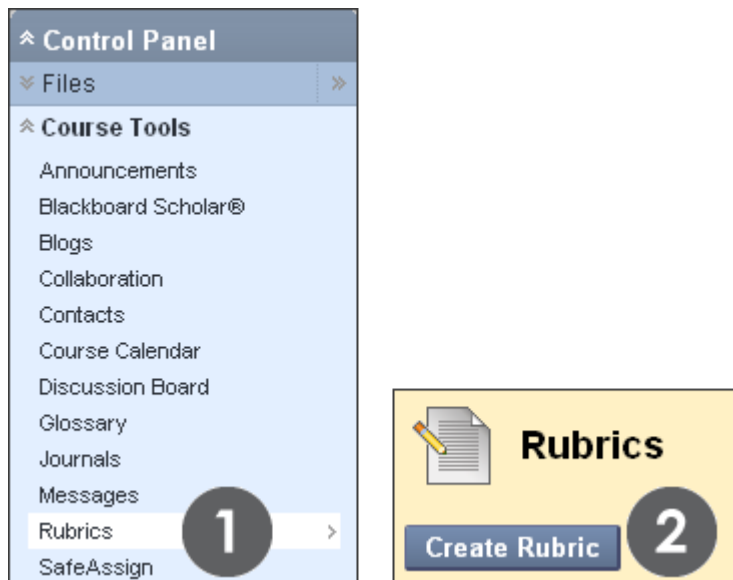 Control Panel
Files
Course Tools
Announcements
Blackboard Scholar®
Blogs
Collaboration
Contacts
Course Calendar
Discussion Board
Glossary
Journals
Messages
Rubrics
1
SafeAssign
Rubrics
Create Rubric
2